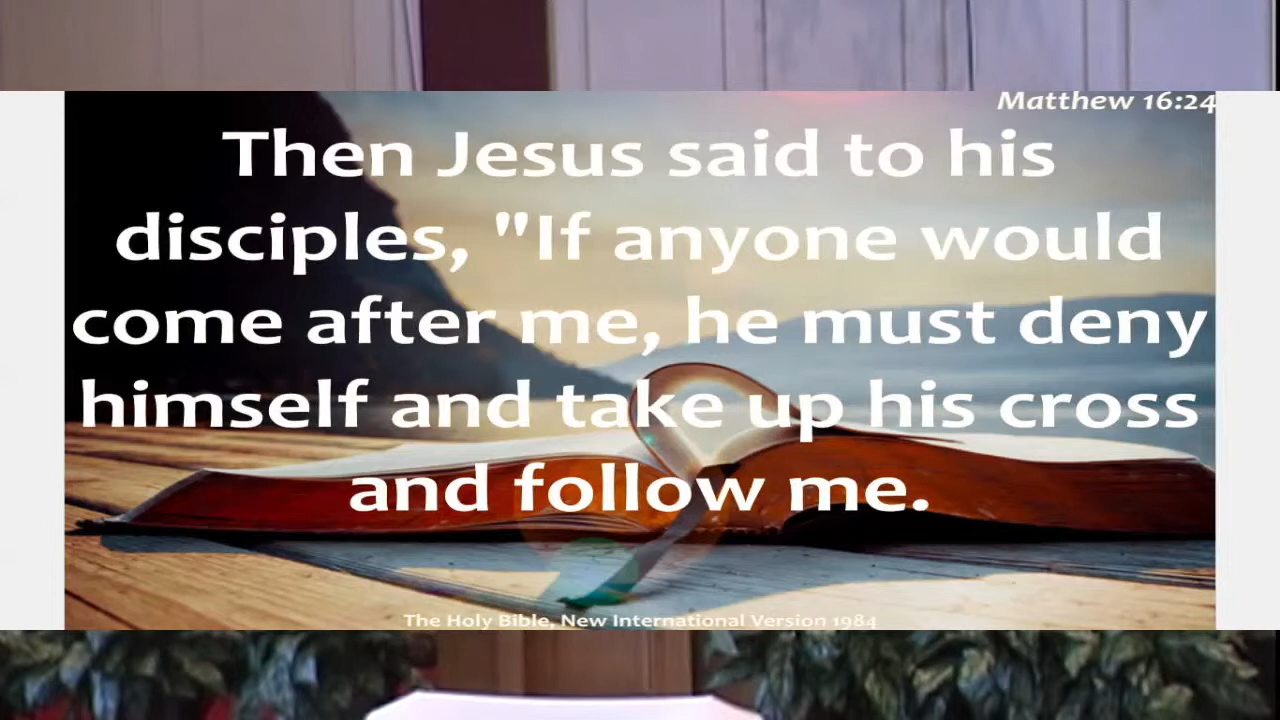 Matthew 16:24
Then Jesus said to his
disciples, "If anyone would
come after me, he must deny
himself and take up his cross
and follow me.
The Holy Bible, New International Version 1984